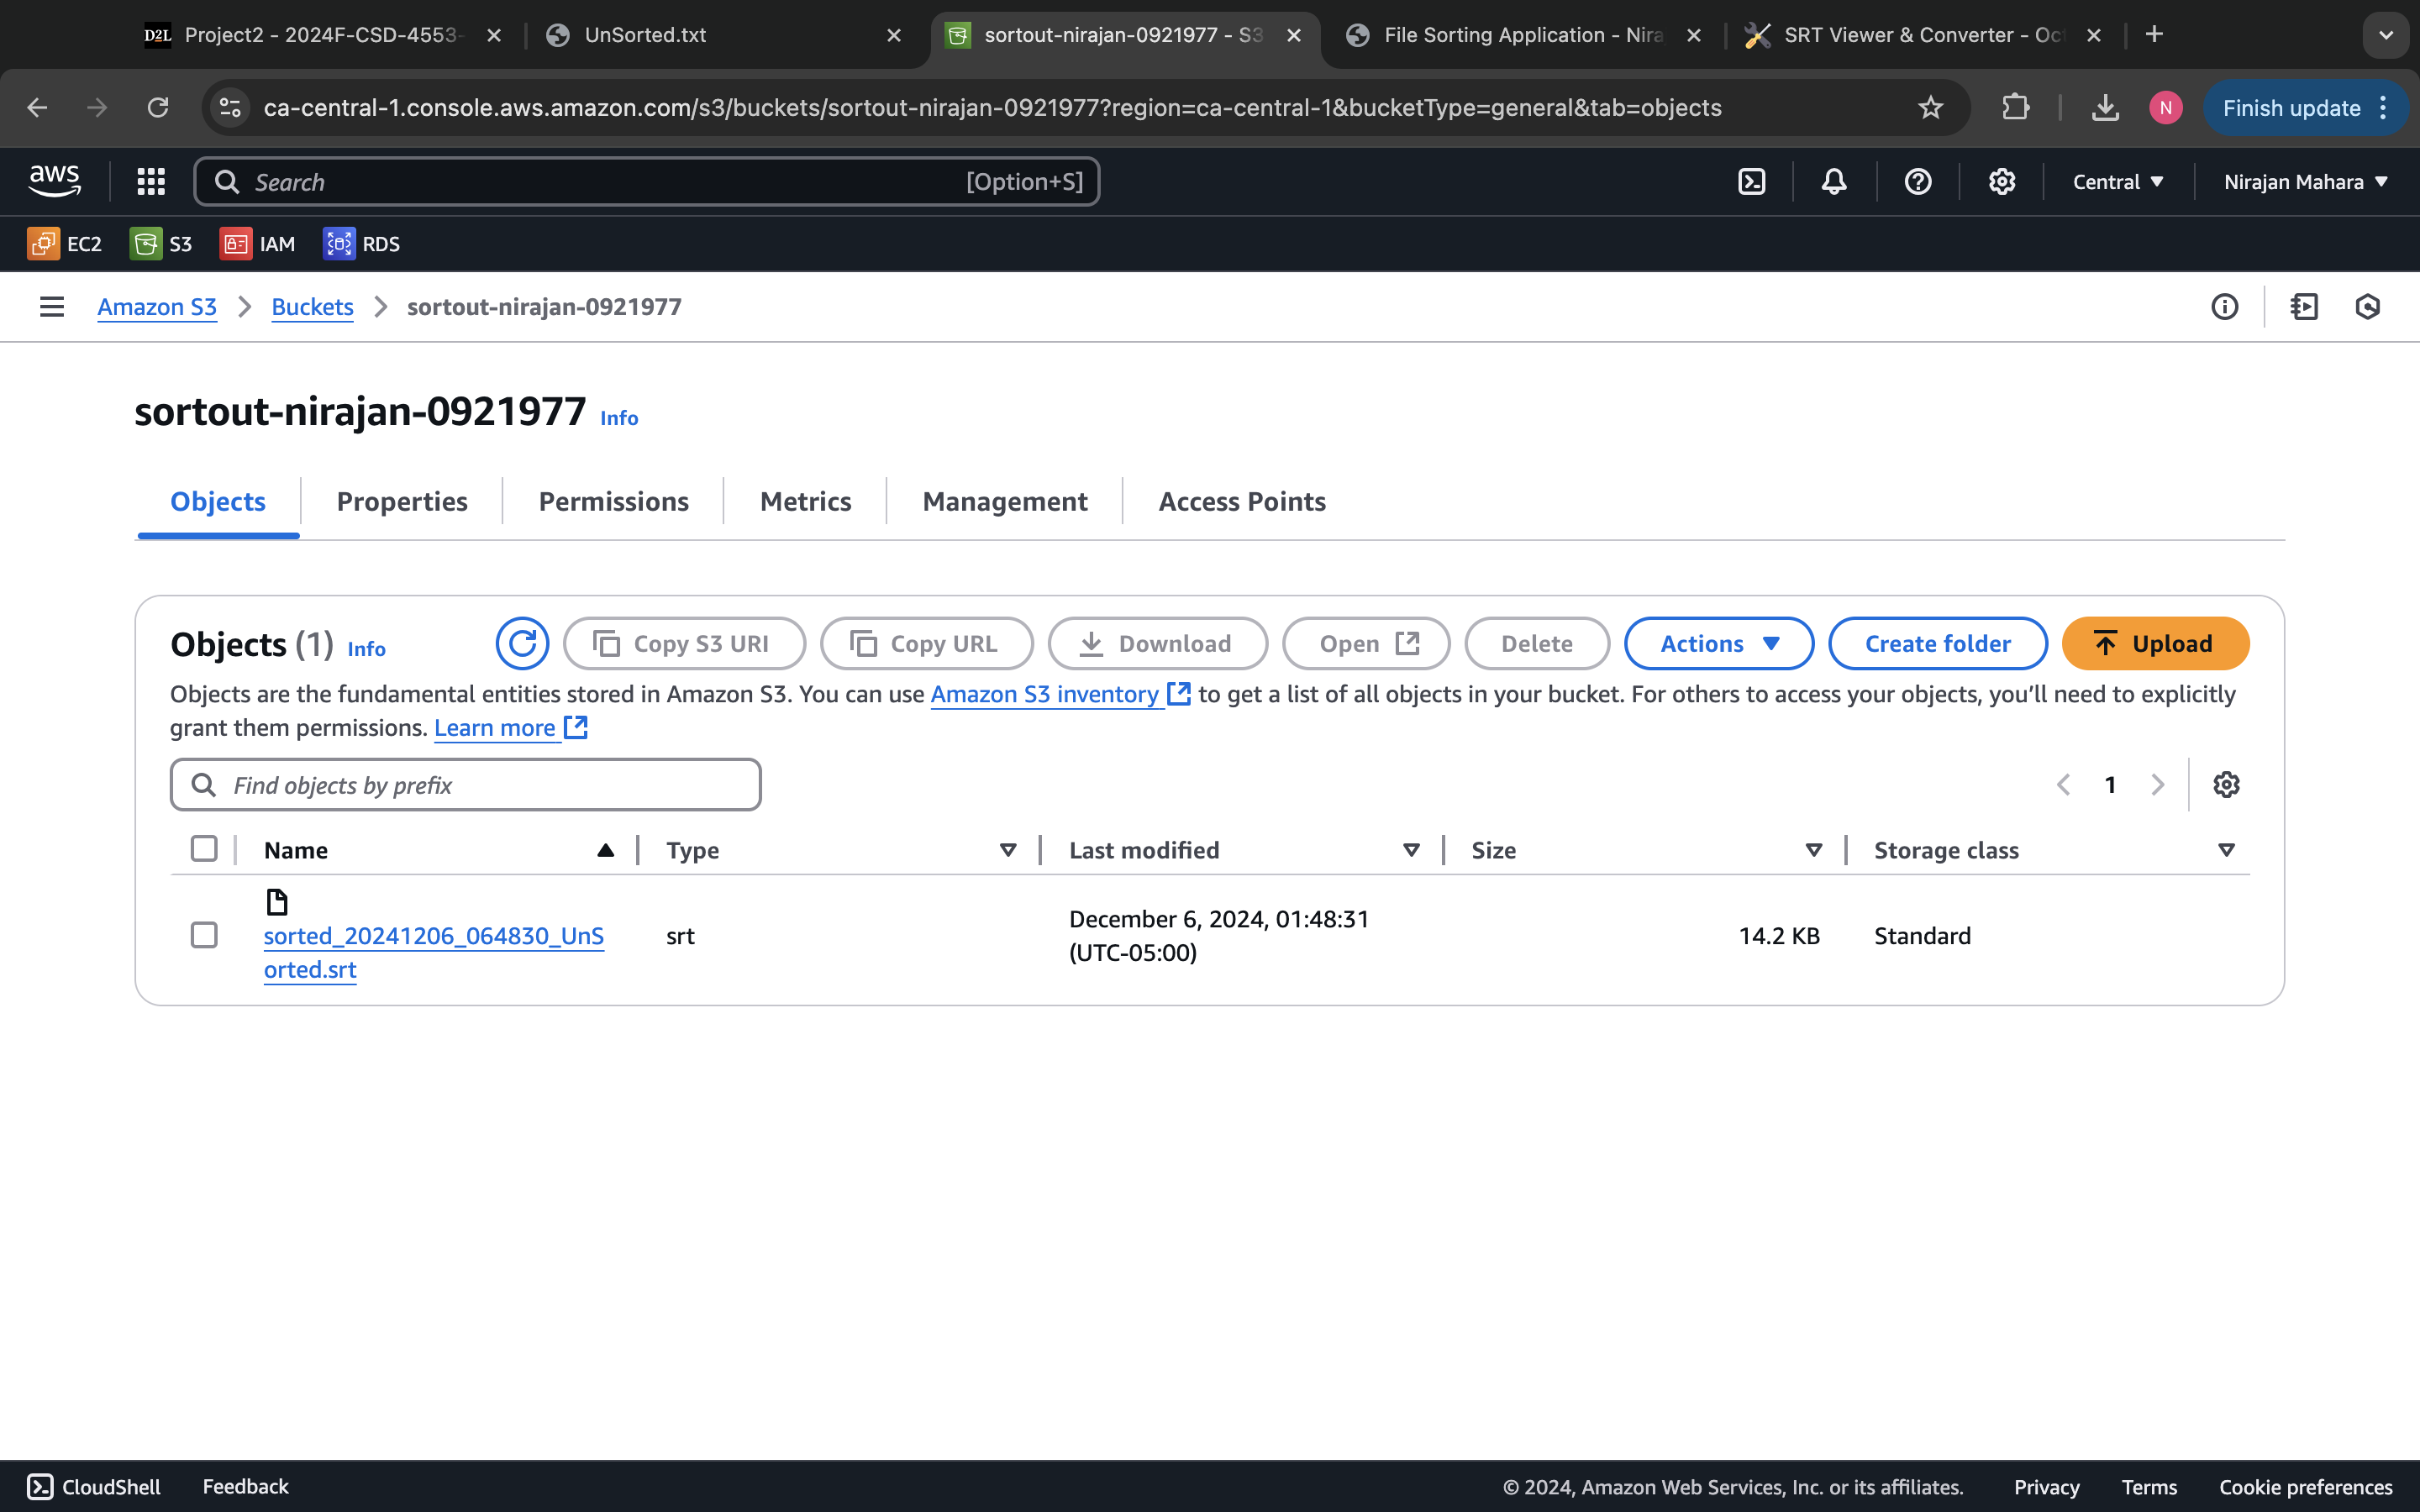 D2L Project2 - 2024F-CSD-4553-
UnSorted.txt
sortout-nirajan-0921977 - S3
File Sorting Application - Nira
SRT Viewer & Converter - Oct
ca-central-1.console.aws.amazon.com/s3/buckets/sortout-nirajan-0921977?region=ca-central-1&bucketType=general&tab=objects
N
Finish update
aws
Search
[Option+S]
Central
Nirajan Mahara
EC2
S3
IAM
RDS
Amazon S3
Buckets
sortout-nirajan-0921977
sortout-nirajan-0921977 Info
Objects
Properties
Permissions
Metrics
Management
Access Points
Objects (1) Info
Copy S3 URI
Copy URL
Download
Open
Delete
Actions
Create folder
Upload
Objects are the fundamental entities stored in Amazon S3. You can use Amazon S3 inventory to get a list of all objects in your bucket. For others to access your objects, you’ll need to explicitly
grant them permissions. Learn more
Find objects by prefix
1
Name
Type
Last modified
Size
Storage class
sorted_20241206_064830_UnS
orted.srt
srt
December 6, 2024, 01:48:31
(UTC-05:00)
14.2 KB
Standard
CloudShell
Feedback
© 2024, Amazon Web Services, Inc. or its affiliates.
Privacy
Terms
Cookie preferences